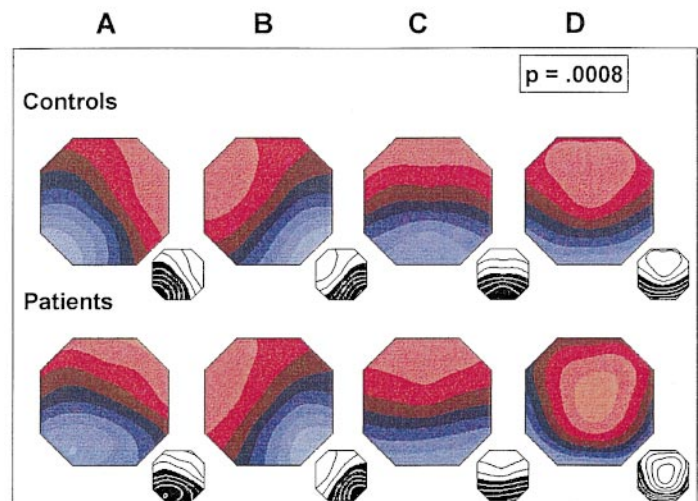 A B C D
p = .0008
Controls
Patients